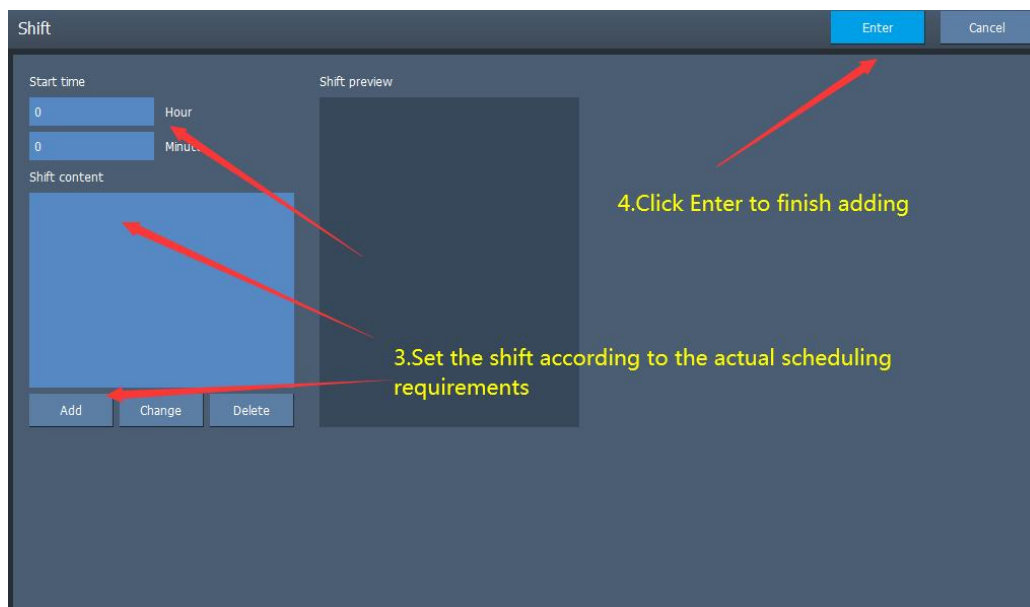 Shift
Enter
Cancel
Start time
Shift preview
0
Hour
0
Minute
Shift content
4.Click Enter to finish adding
3.Set the shift according to the actual scheduling
requirements
Add
Change
Delete